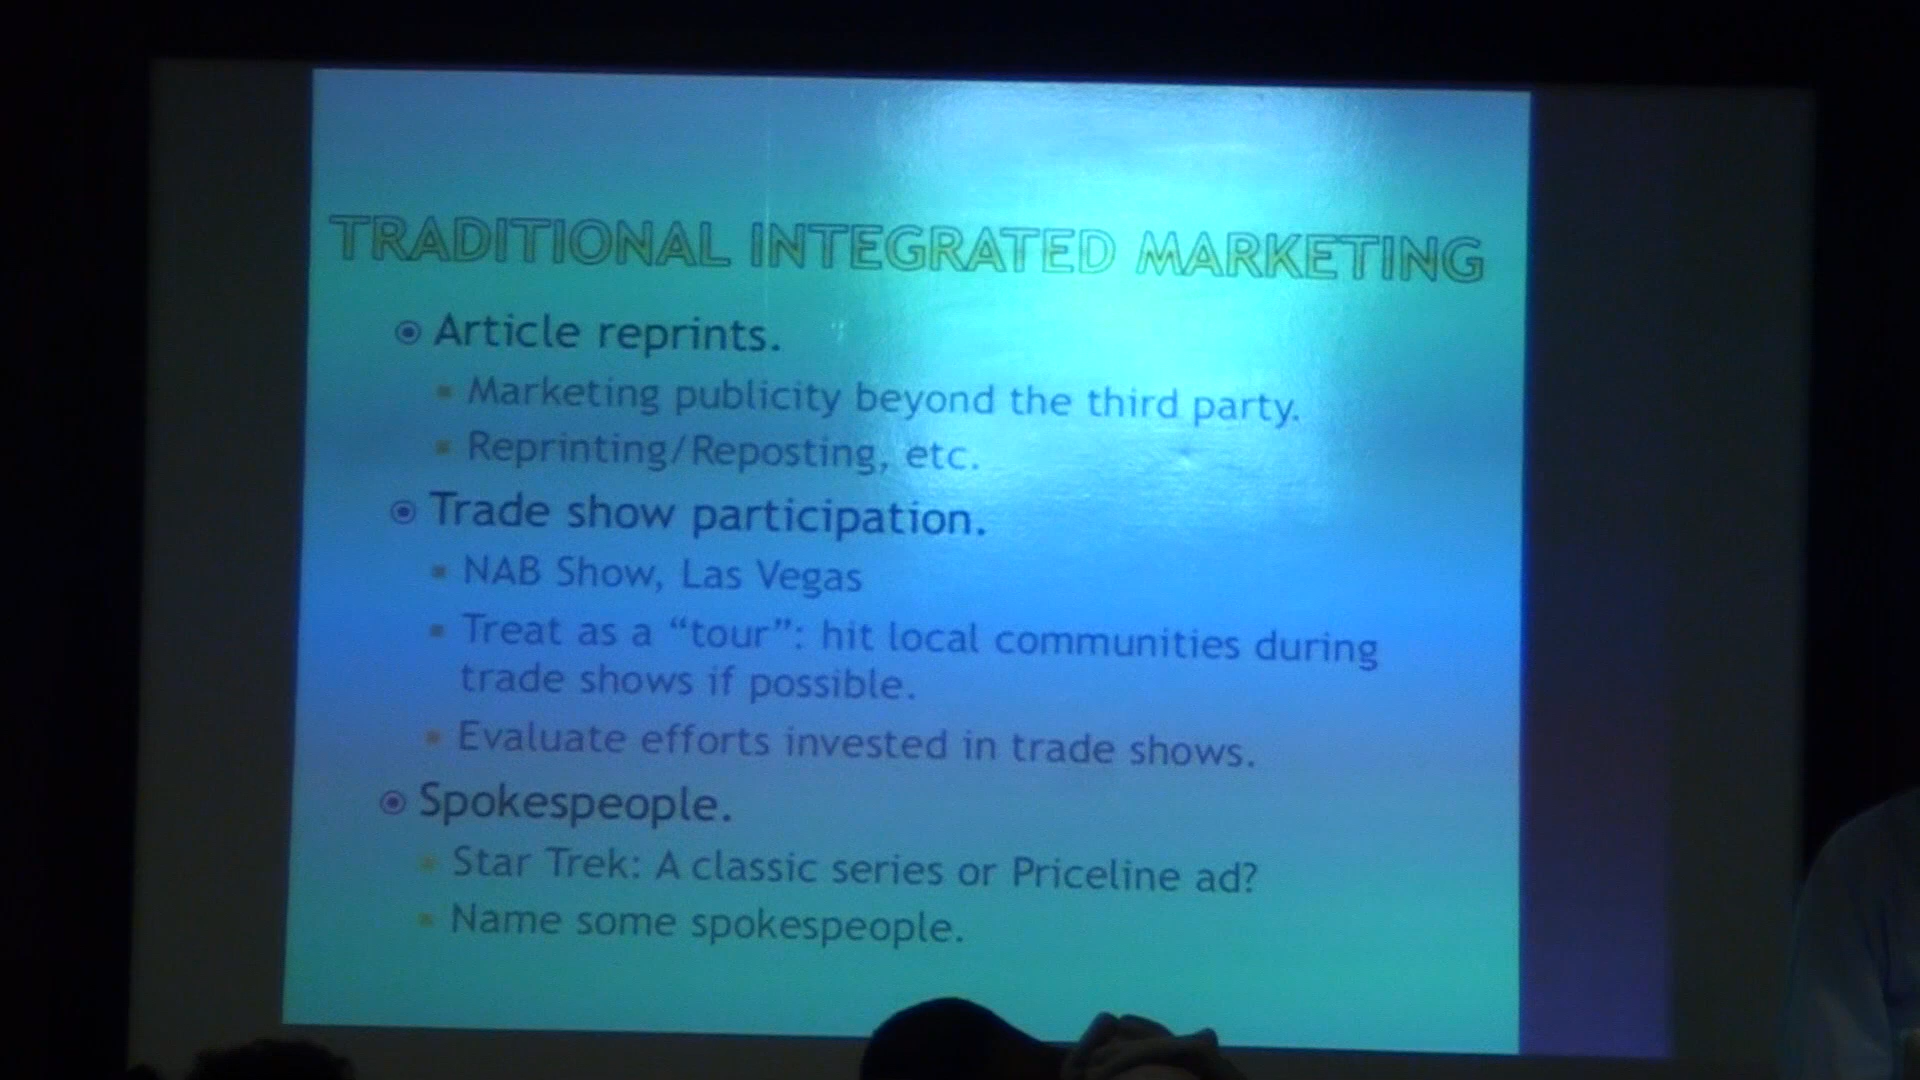 TRADITIONAL INTEGRATED MARKETING
Article reprints.
Marketing publicity beyond the third party.
Reprinting/Reposting, etc.
Trade show participation.
NAB Show, Las Vegas
Treat as a “tour”: hit local communities during
trade shows if possible.
Evaluate efforts invested in trade shows.
Spokespeople.
Star Trek: A classic series or Priceline ad?
Name some spokespeople.